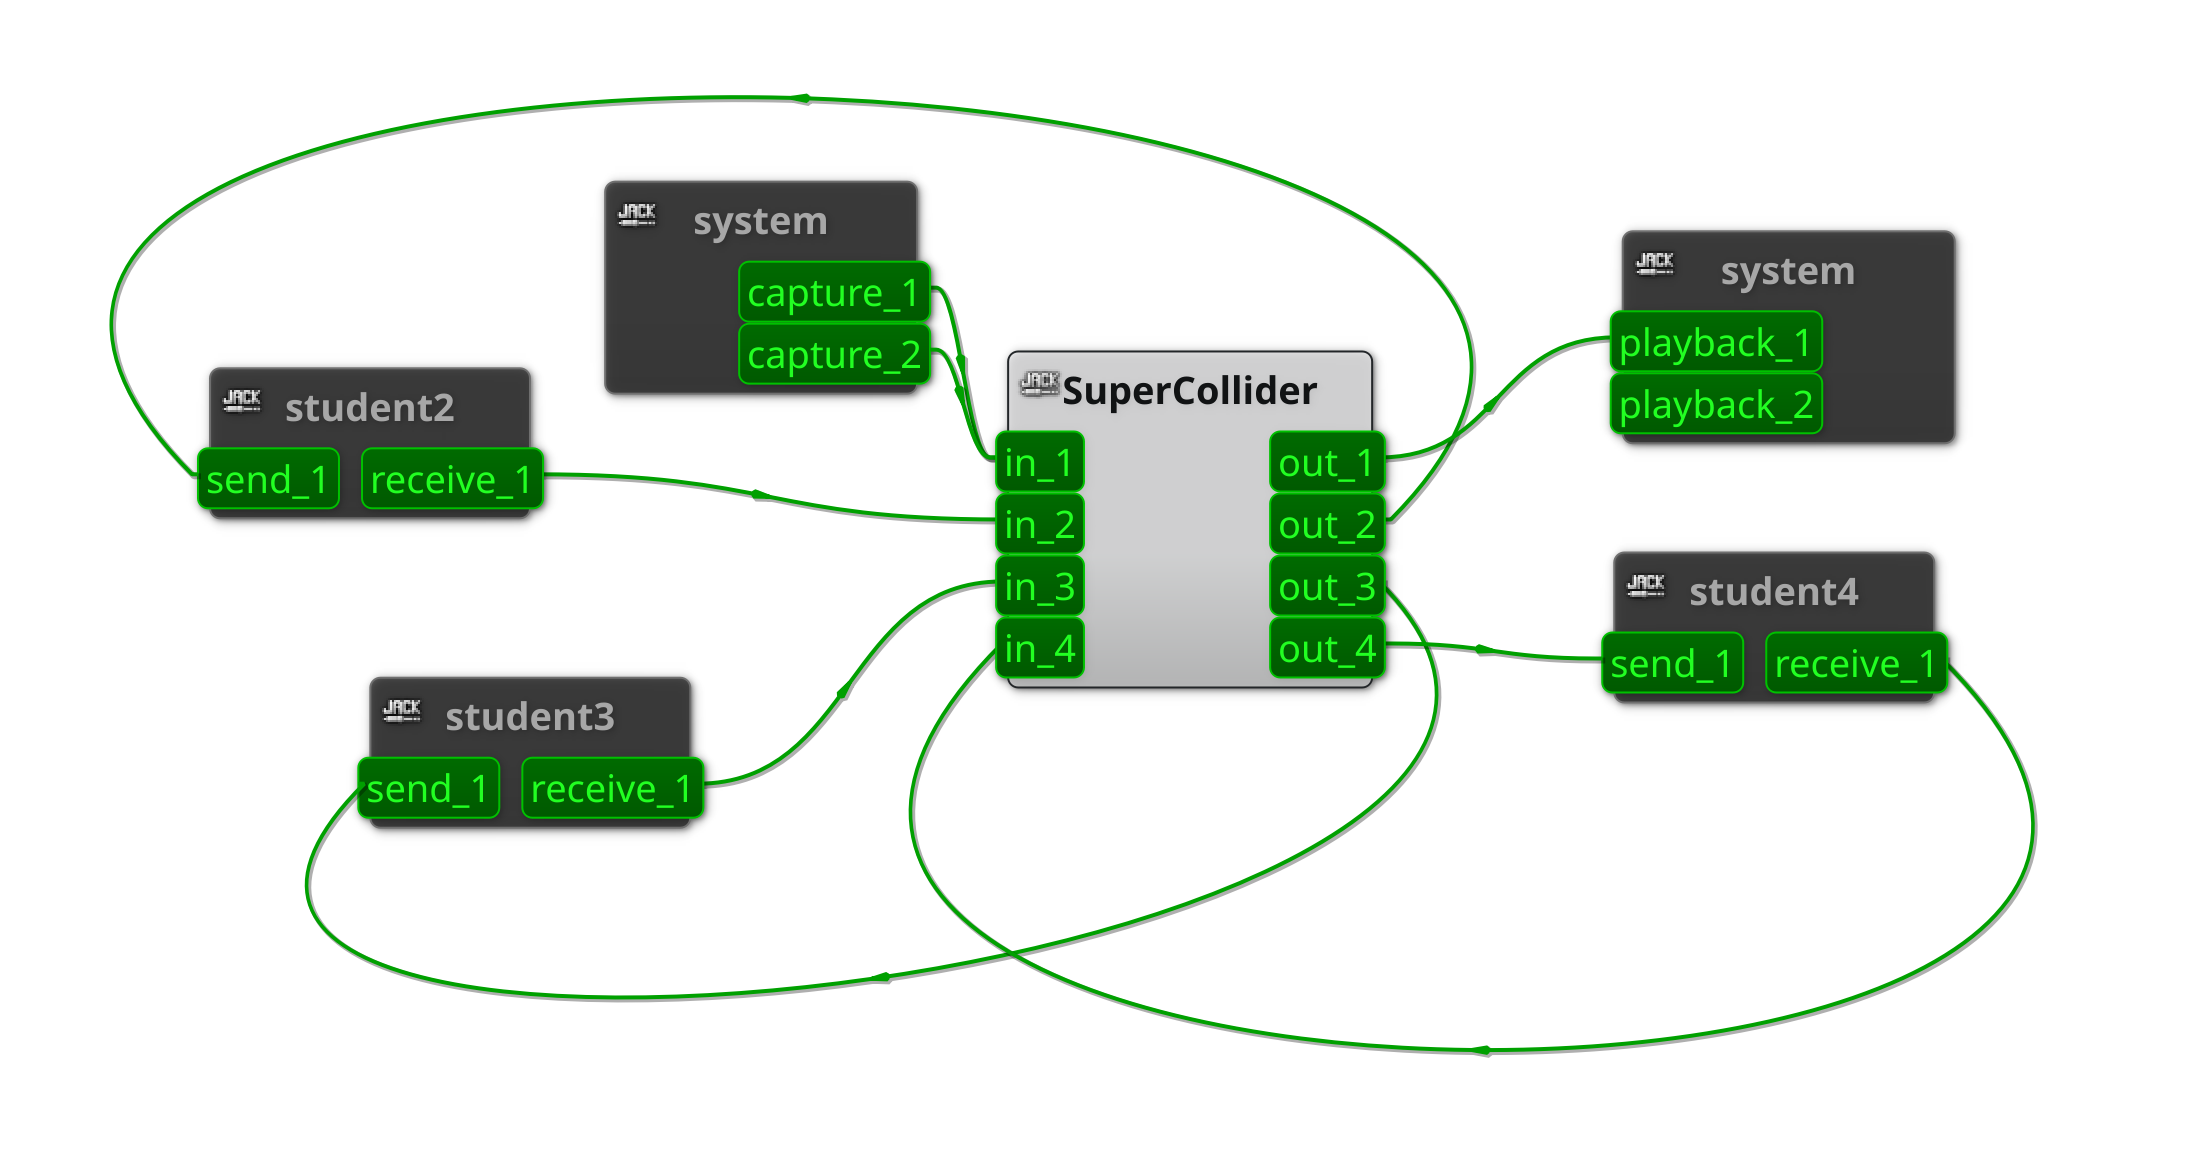 JACK system
capture_1
capture_2
JACK system
playback_1
playback_2
JACK student2
send_1 receive_1
JACK SuperCollider
in_1 out_1
in_2 out_2
in_3 out_3
in_4 out_4
JACK student4
send_1 receive_1
JACK student3
send_1 receive_1